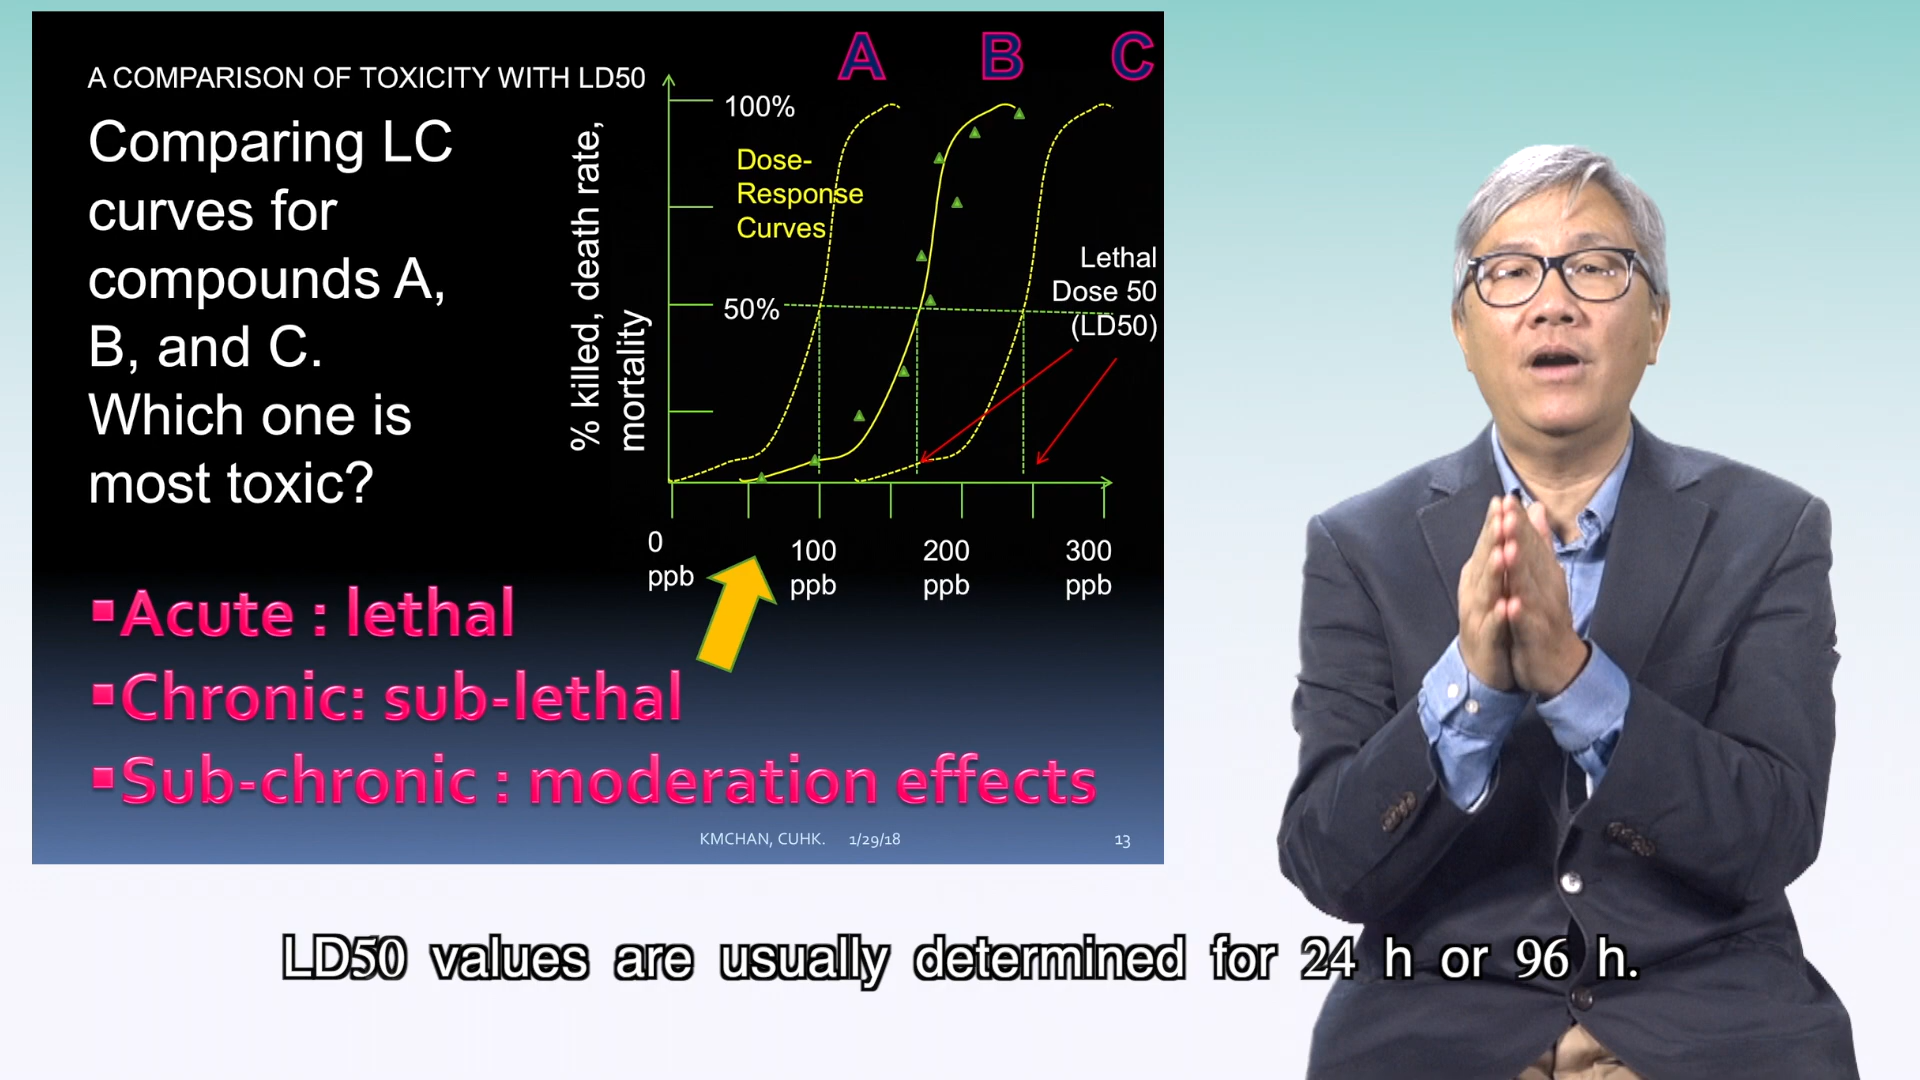 A COMPARISON OF TOXICITY WITH LD50
Comparing LC
curves for
compounds A,
B, and C.
Which one is
most toxic?
% killed, death rate,
mortality
A
B
C
100%
Dose-
Response
Curves
50%
Lethal
Dose 50
(LD50)
0
ppb
100
ppb
200
ppb
300
ppb
▪Acute : lethal
▪Chronic: sub-lethal
▪Sub-chronic : moderation effects
KMCHAN, CUHK. 1/29/18 13
LD50 values are usually determined for 24 h or 96 h.